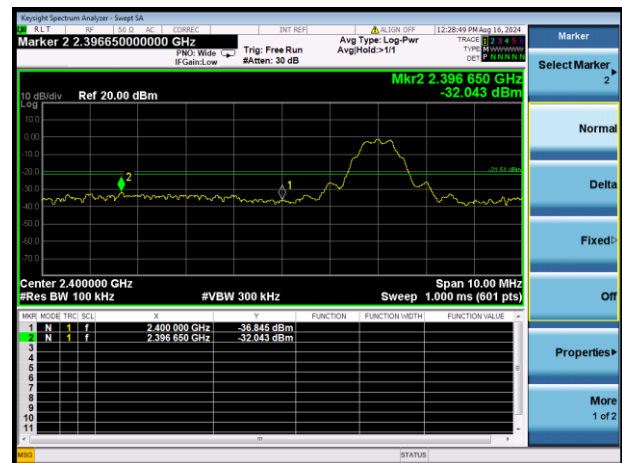 Keysight Spectrum Analyzer - Swept SA
R L T RF 50 Ω AC CORREC INT REF ALIGN OFF 12:28:49 PM Aug 16, 2024
Marker 2 2.396650000000 GHz
PNO: Wide
IFGain:Low
Trig: Free Run
#Atten: 30 dB
Avg Type: Log-Pwr
Avg|Hold:>1/1
TRACE 1 2 3 4 5 6
TYPE M WWWWW
DET P N N N N N
Mkr2 2.396 650 GHz
-32.043 dBm
10 dB/div Ref 20.00 dBm
Log
10.0
0.00
-10.0
-20.0
-30.0
-40.0
-50.0
-60.0
-70.0
2
1
-21.51 dBm
Center 2.400000 GHz Span 10.00 MHz
#Res BW 100 kHz #VBW 300 kHz Sweep 1.000 ms (601 pts)
MKR MODE TRC SCL X Y FUNCTION FUNCTION WIDTH FUNCTION VALUE
1 N 1 f 2.400 000 GHz -36.845 dBm
2 N 1 f 2.396 650 GHz -32.043 dBm
3
4
5
6
7
8
9
10
11
MSG STATUS
Marker
Select Marker
2
Normal
Delta
Fixed
Off
Properties
More
1 of 2